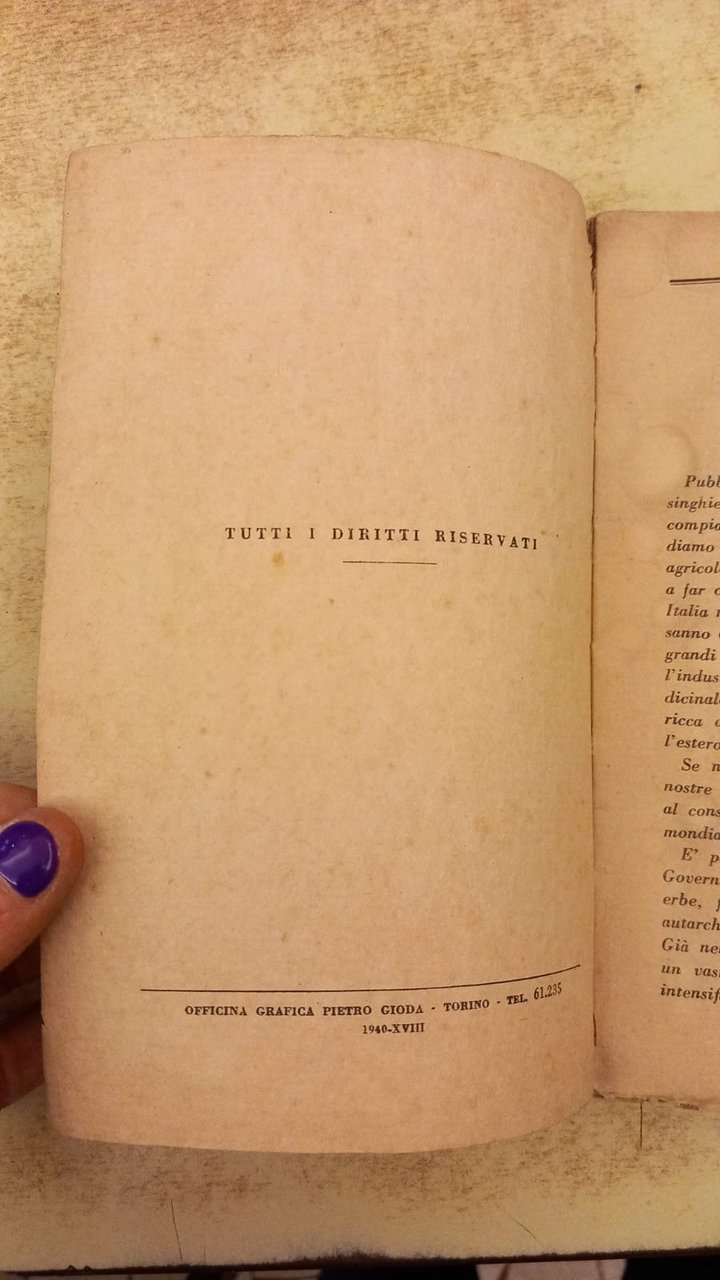 TUTTI I DIRITTI RISERVATI
OFFICINA GRAFICA PIETRO GIODA - TORINO - TEL. 61.235
1940-XVIII
Pubb
singhie
compia
diamo
agricol
a far c
Italia
sanno
grandi
l'indus
dicinal
ricca
l'estero
Se n
nostre
al cons
mondia
E' p
Govern
erbe, f
autarch
Già ne
un vas
intensif